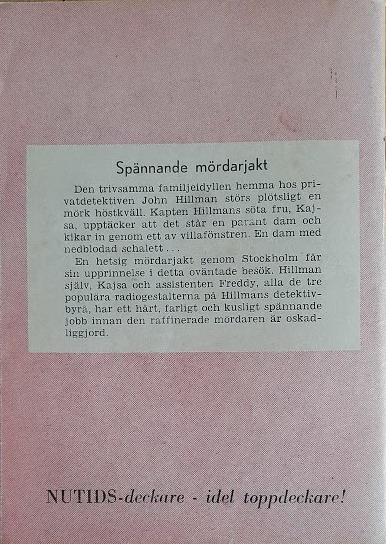 Spännande mördarjakt
Den trivsamma familjeidyllen hemma hos pri-
vatdetektiven John Hillman störs plötsligt en
mörk höstkväll. Kapten Hillmans söta fru, Kaj-
sa, upptäcker att det står en parant dam och
kikar in genom ett av villafönstren. En dam med
nedblodad schalett . . .
En hetsig mördarjakt genom Stockholm får
sin upprinnelse i detta oväntade besök. Hillman
själv, Kajsa och assistenten Freddy, alla de tre
populära radiogestalterna på Hillmans detektiv-
byrå, har ett hårt, farligt och kusligt spännande
jobb innan den raffinerade mördaren är oskad-
liggjord.
NUTIDS-deckare - idel toppdeckare!